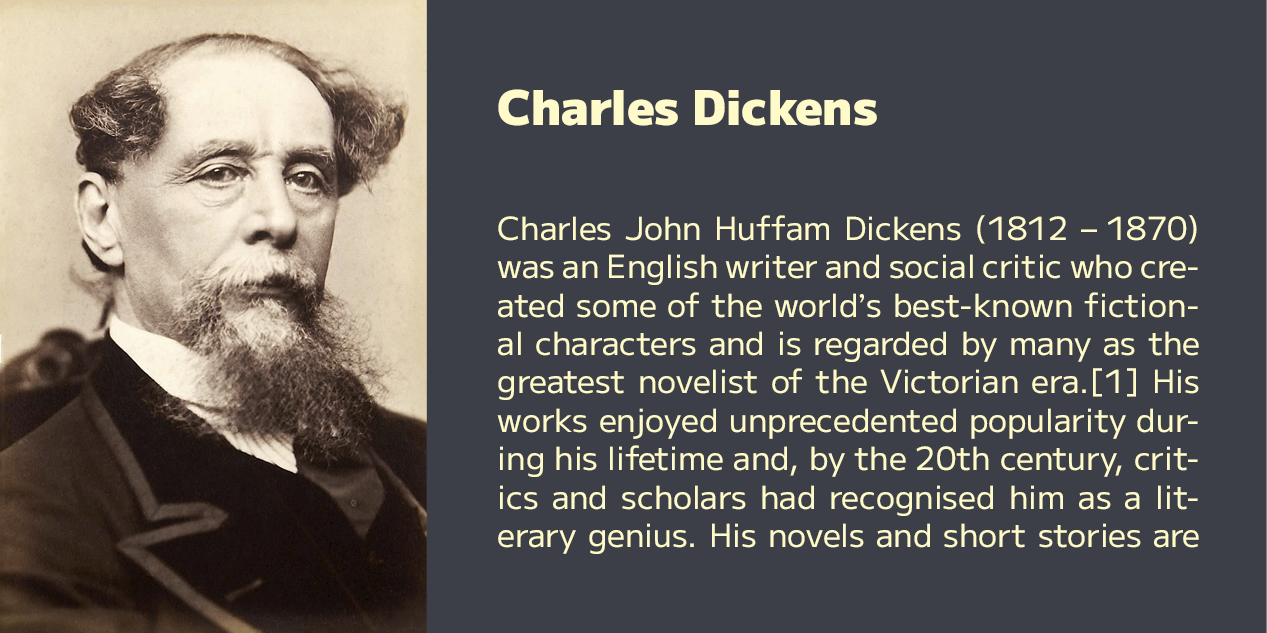 Charles Dickens
Charles John Huffam Dickens (1812 – 1870)
was an English writer and social critic who cre-
ated some of the world’s best-known fiction-
al characters and is regarded by many as the
greatest novelist of the Victorian era.[1] His
works enjoyed unprecedented popularity dur-
ing his lifetime and, by the 20th century, crit-
ics and scholars had recognised him as a lit-
erary genius. His novels and short stories are